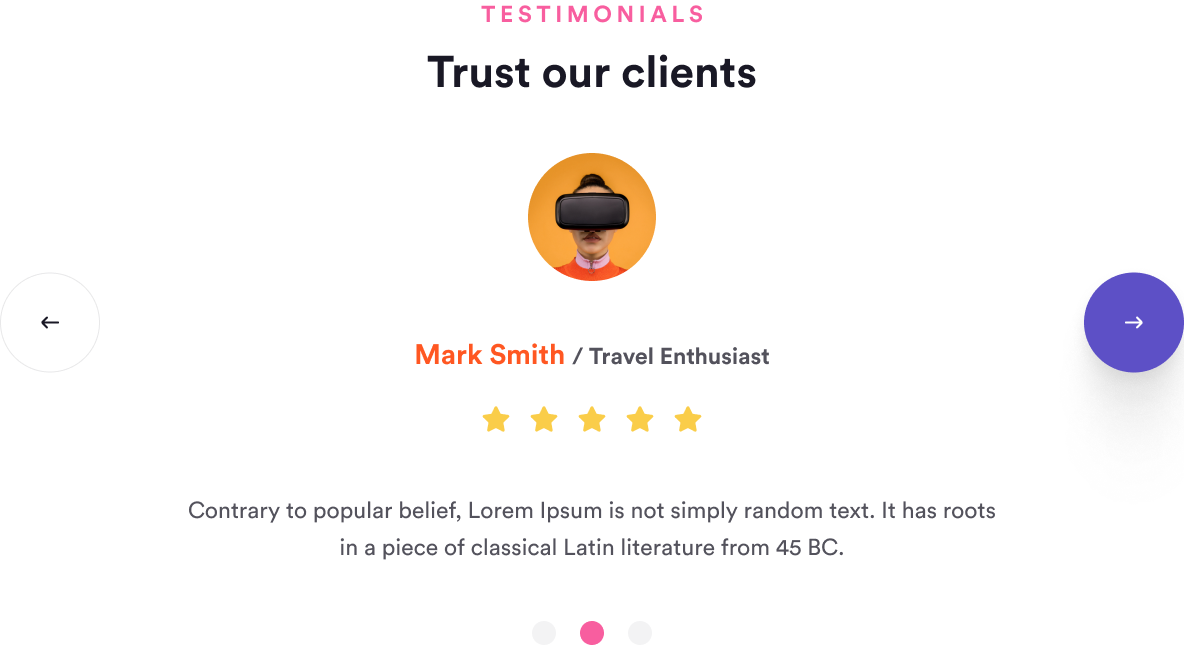 TESTIMONIALS
Trust our clients
Mark Smith / Travel Enthusiast
Contrary to popular belief, Lorem Ipsum is not simply random text. It has roots
in a piece of classical Latin literature from 45 BC.